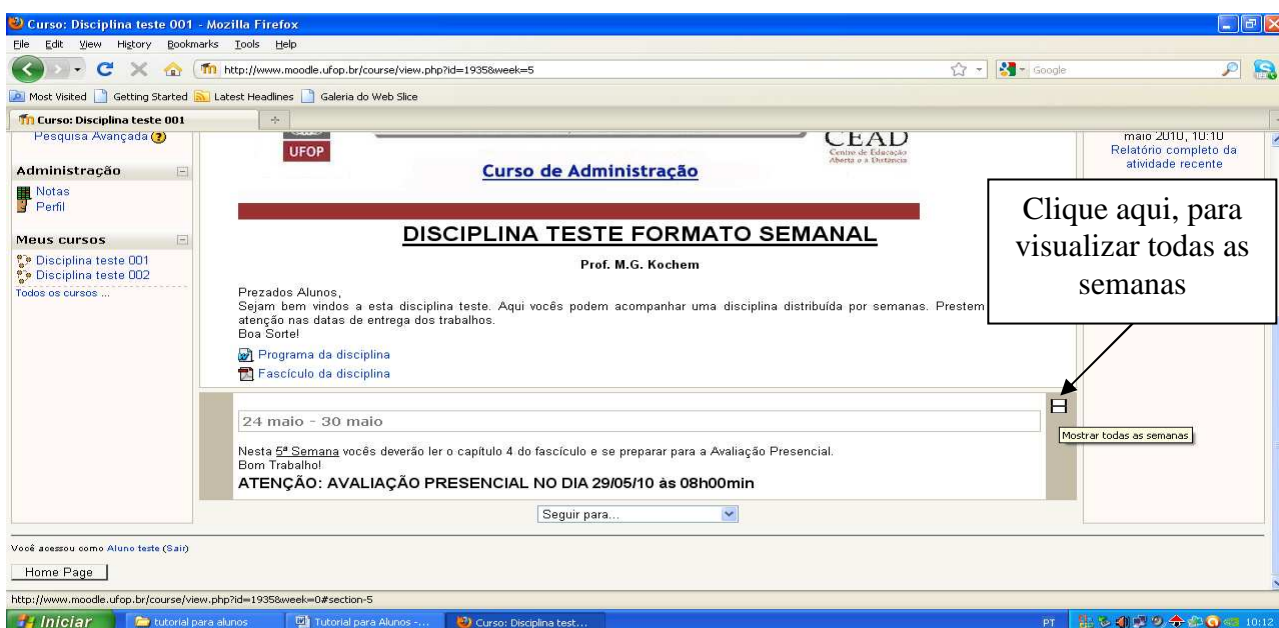 Curso: Disciplina teste 001 - Mozilla Firefox
File Edit View History Bookmarks Tools Help
http://www.moodle.ufop.br/course/view.php?id=1935&week=5
Google
Most Visited Getting Started Latest Headlines Galeria do Web Slice
Curso: Disciplina teste 001
Pesquisa Avançada
Administração
Notas
Perfil
Meus cursos
Disciplina teste 001
Disciplina teste 002
Todos os cursos ...
UFOP
CEAD
Centro de Educação
Aberta e a Distância
Curso de Administração
DISCIPLINA TESTE FORMATO SEMANAL
Prof. M.G. Kochem
Prezados Alunos,
Sejam bem vindos a esta disciplina teste. Aqui vocês podem acompanhar uma disciplina distribuída por semanas. Prestem
atenção nas datas de entrega dos trabalhos.
Boa Sorte!
Programa da disciplina
Fascículo da disciplina
24 maio - 30 maio
Nesta 5ª Semana vocês deverão ler o capítulo 4 do fascículo e se preparar para a Avaliação Presencial.
Bom Trabalho!
ATENÇÃO: AVALIAÇÃO PRESENCIAL NO DIA 29/05/10 às 08h00min
Seguir para...
maio 2010, 10:10
Relatório completo da
atividade recente
Clique aqui, para
visualizar todas as
semanas
Mostrar todas as semanas
Você acessou como Aluno teste (Sair)
Home Page
http://www.moodle.ufop.br/course/view.php?id=1935&week=0#section-5
Iniciar tutorial para alunos Tutorial para Alunos -... Curso: Disciplina test... PT 10:12